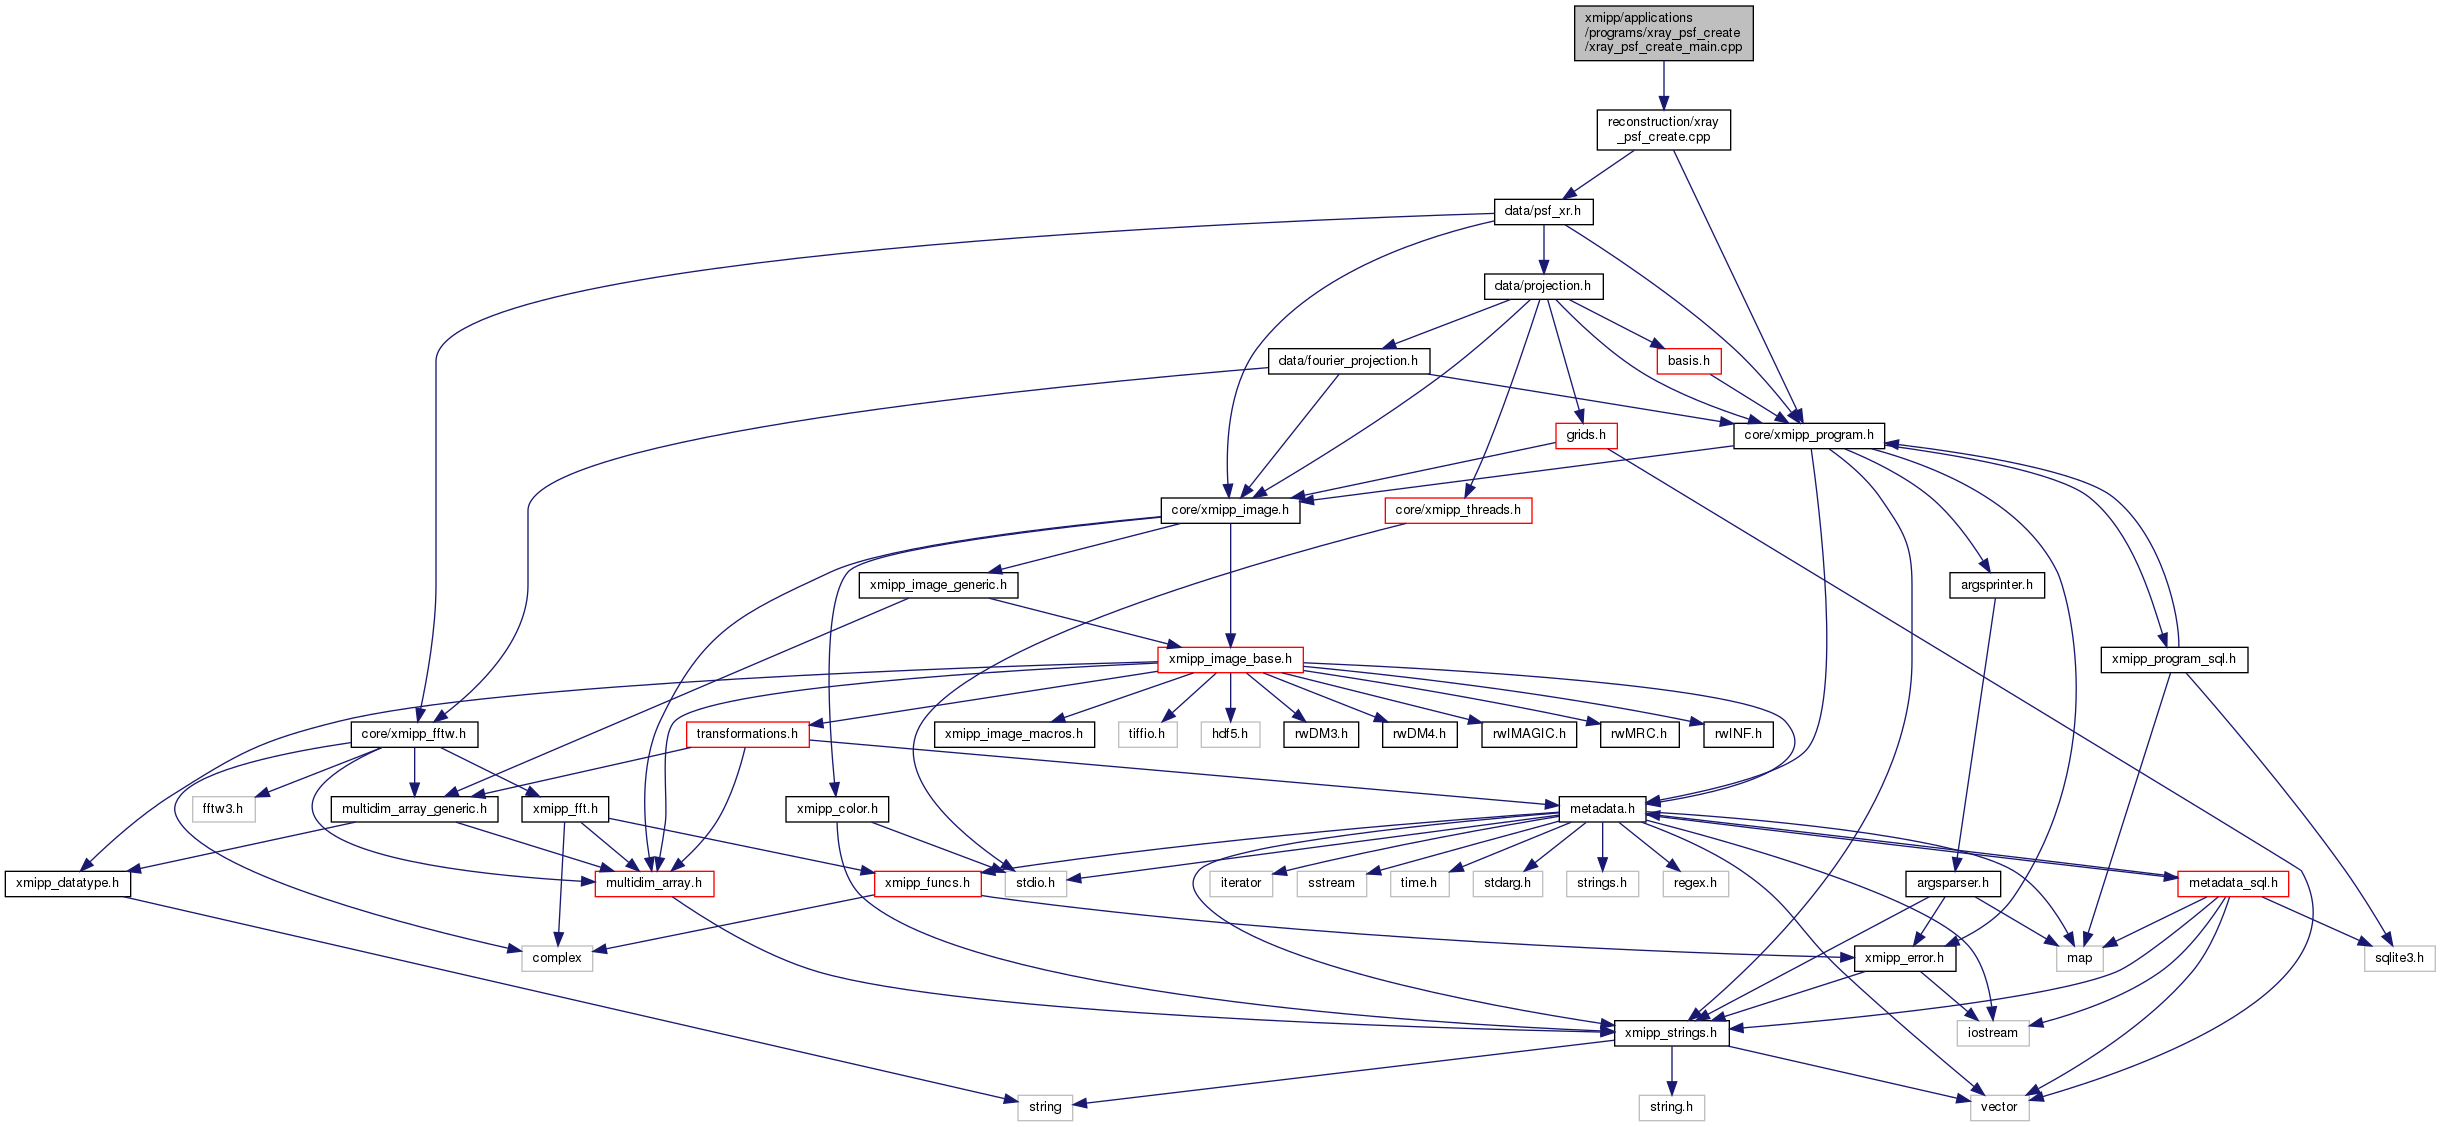 xmipp/applications
/programs/xray_psf_create
/xray_psf_create_main.cpp
reconstruction/xray
_psf_create.cpp
data/psf_xr.h
data/projection.h
data/fourier_projection.h
basis.h
grids.h
core/xmipp_program.h
core/xmipp_image.h
core/xmipp_threads.h
xmipp_image_generic.h
argsprinter.h
xmipp_image_base.h
xmipp_program_sql.h
core/xmipp_fftw.h
transformations.h
xmipp_image_macros.h
tiffio.h
hdf5.h
rwDM3.h
rwDM4.h
rwIMAGIC.h
rwMRC.h
rwINF.h
fftw3.h
multidim_array_generic.h
xmipp_fft.h
xmipp_color.h
metadata.h
xmipp_datatype.h
multidim_array.h
xmipp_funcs.h
stdio.h
iterator
sstream
time.h
stdarg.h
strings.h
regex.h
argsparser.h
metadata_sql.h
complex
xmipp_error.h
map
sqlite3.h
xmipp_strings.h
iostream
string
string.h
vector